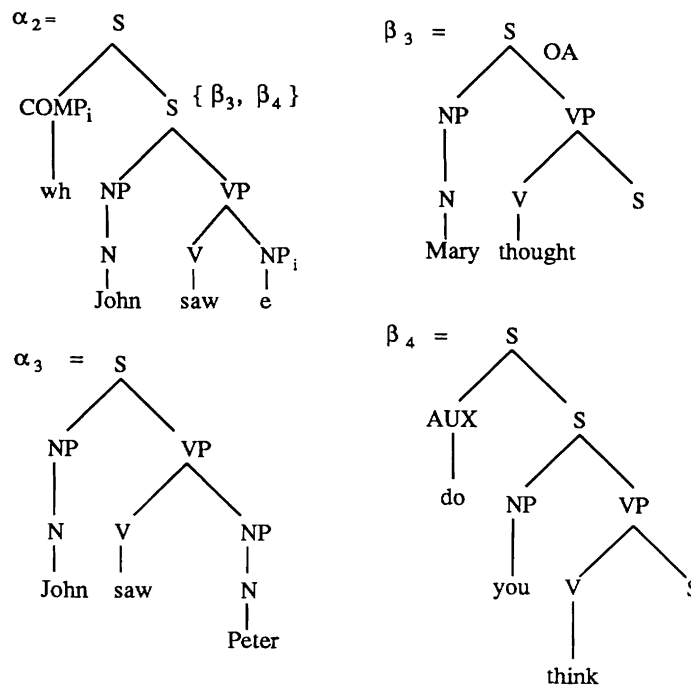 α₂= S
COMPᵢ S { β₃, β₄ }
wh NP VP
N V NPᵢ
John saw e
β₃ = S OA
NP VP
N V S
Mary thought
α₃ = S
NP VP
N V NP
John saw N
Peter
β₄ = S
AUX S
do NP VP
you V S
think